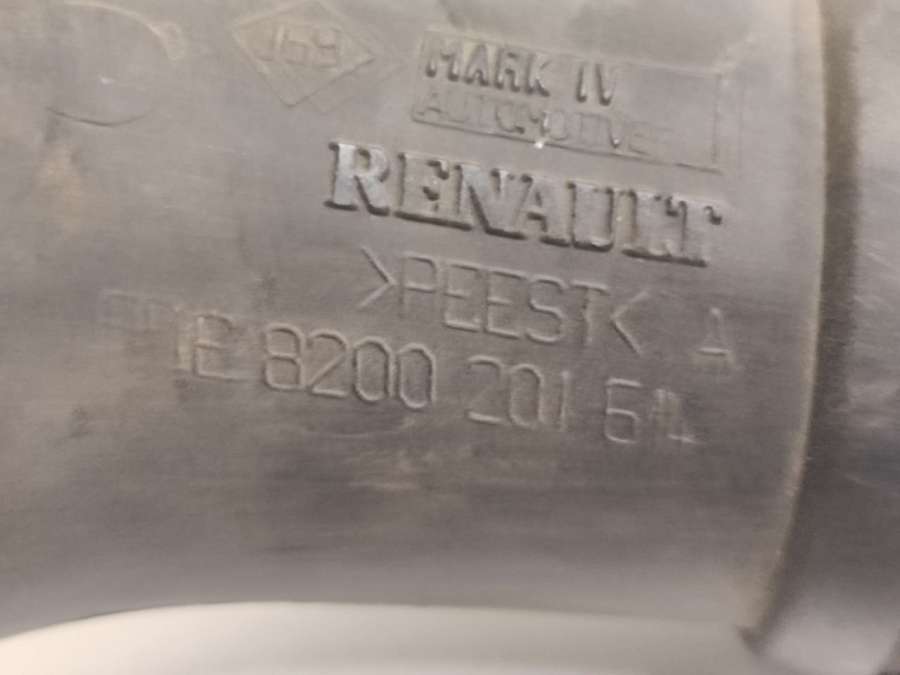 MARK IV
AUTOMOTIVE
RENAULT
>PEEST< A
8200 201 614